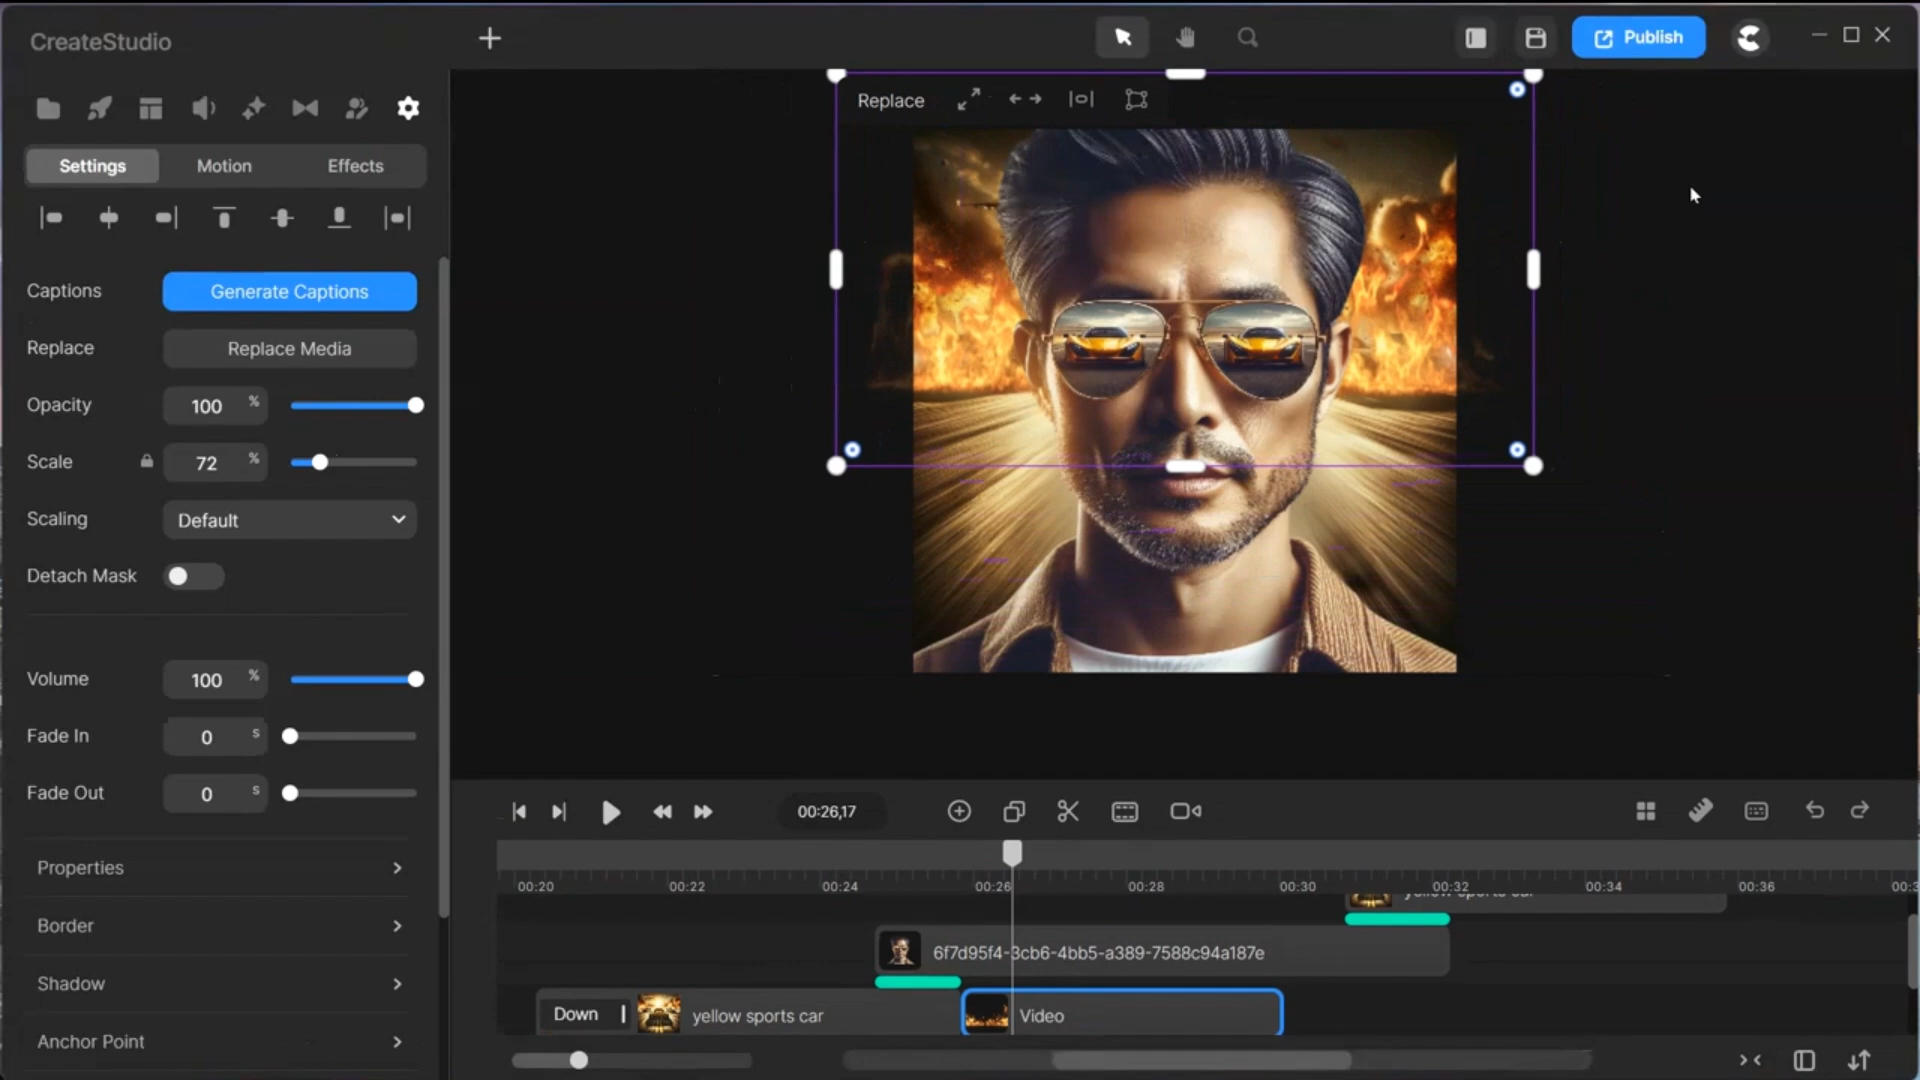 CreateStudio
Publish
Settings
Motion
Effects
Replace
Captions
Generate Captions
Replace
Replace Media
Opacity
100 %
Scale
72 %
Scaling
Default
Detach Mask
Volume
100 %
Fade In
0 s
Fade Out
0 s
Properties
Border
Shadow
Anchor Point
00:26,17
00:20
00:22
00:24
00:26
00:28
00:30
00:32
00:34
00:36
yellow sports car
6f7d95f4-3cb6-4bb5-a389-7588c94a187e
Down
yellow sports car
Video